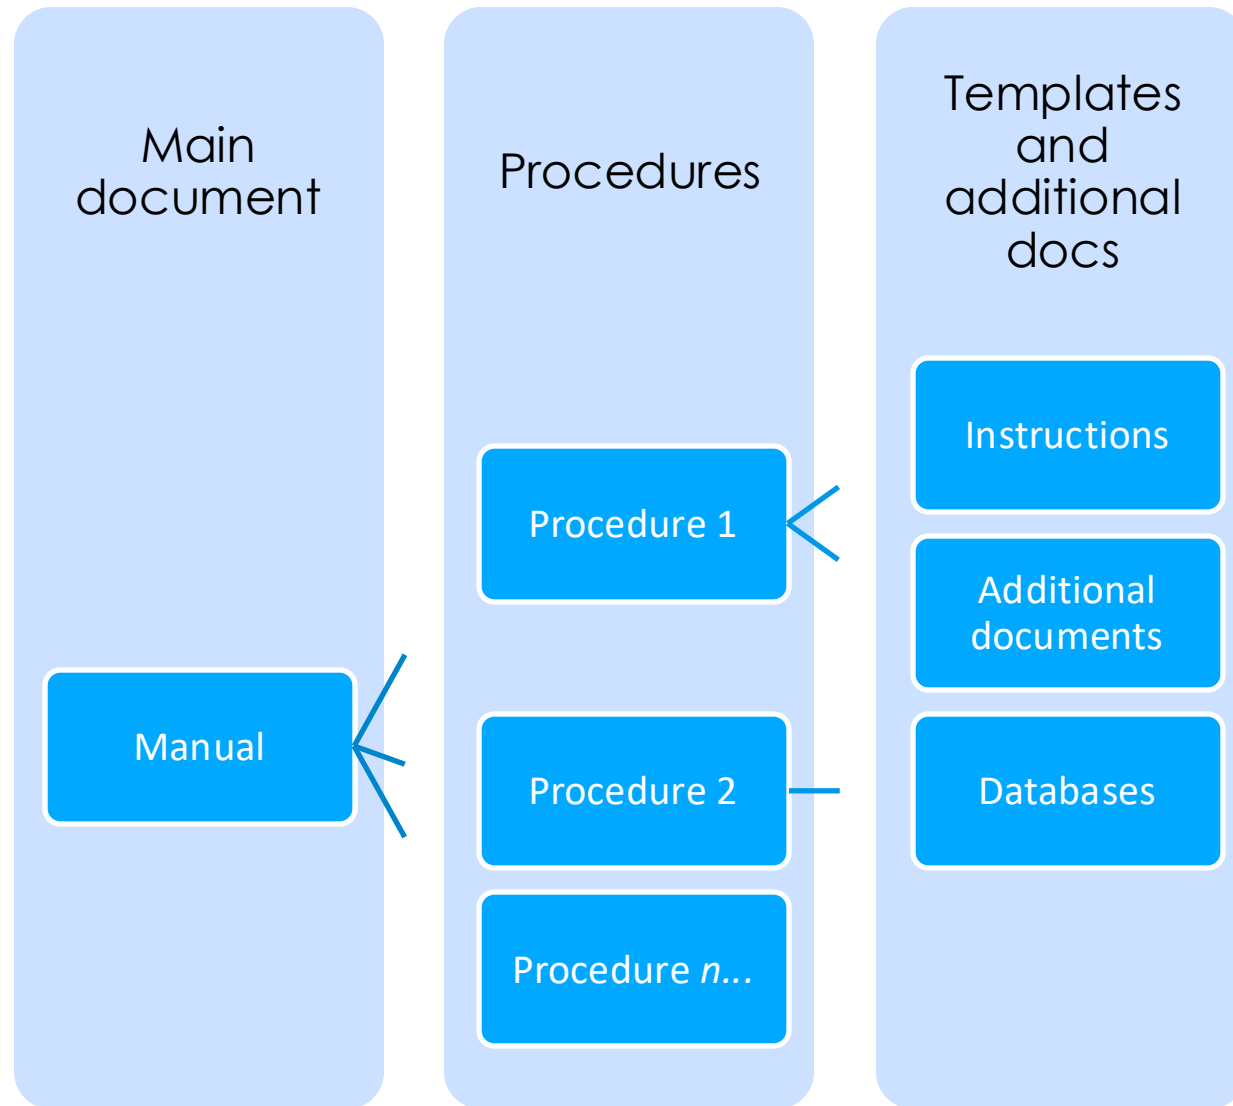 Main
document
Procedures
Templates
and
additional
docs
Manual
Procedure 1
Procedure 2
Procedure n...
Instructions
Additional
documents
Databases